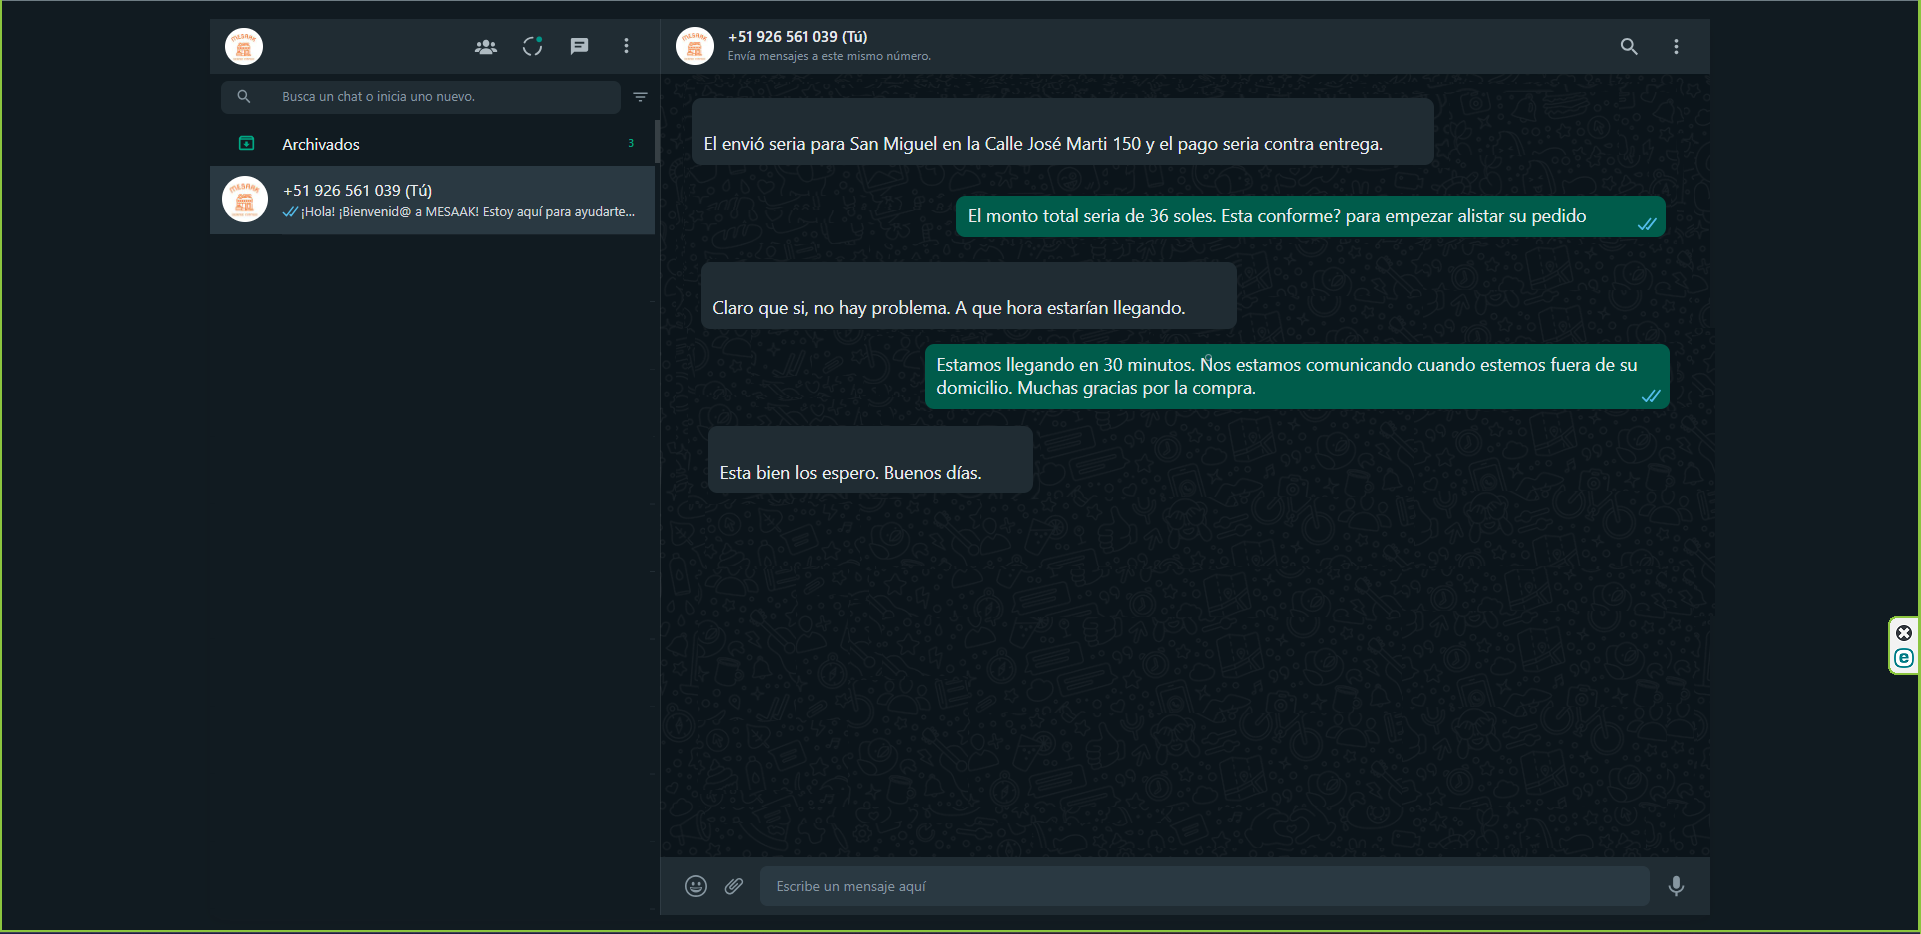 MESAAK
+51 926 561 039 (Tú)
Envía mensajes a este mismo número.
Busca un chat o inicia uno nuevo.
Archivados
3
MESAAK
+51 926 561 039 (Tú)
¡Hola! ¡Bienvenid@ a MESAAK! Estoy aquí para ayudarte...
El envió seria para San Miguel en la Calle José Marti 150 y el pago seria contra entrega.
El monto total seria de 36 soles. Esta conforme? para empezar alistar su pedido
Claro que si, no hay problema. A que hora estarían llegando.
Estamos llegando en 30 minutos. Nos estamos comunicando cuando estemos fuera de su
domicilio. Muchas gracias por la compra.
Esta bien los espero. Buenos días.
Escribe un mensaje aquí